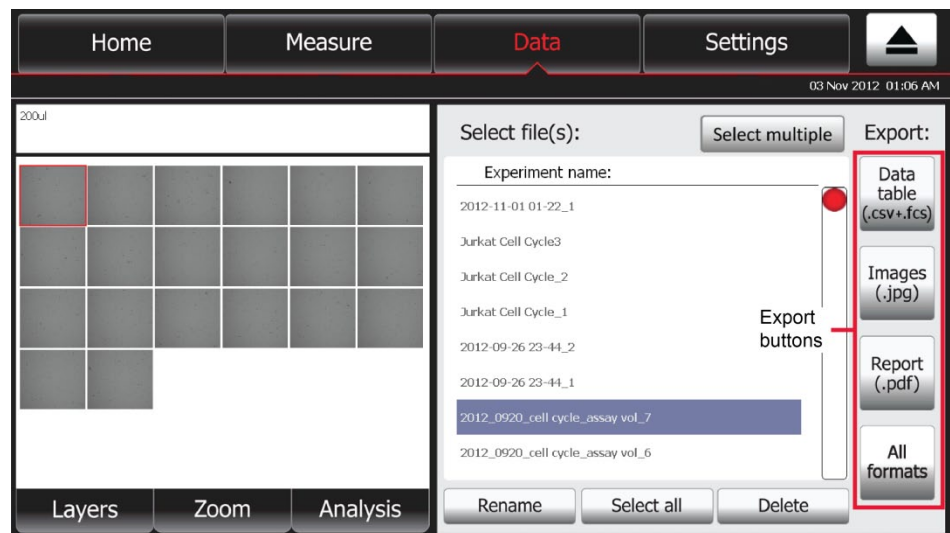 Home
Measure
Data
Settings
03 Nov 2012 01:06 AM
200ul
Select file(s):
Select multiple
Export:
Experiment name:
2012-11-01 01-22_1
Jurkat Cell Cycle3
Jurkat Cell Cycle_2
Jurkat Cell Cycle_1
2012-09-26 23-44_2
2012-09-26 23-44_1
2012_0920_cell cycle_assay vol_7
2012_0920_cell cycle_assay vol_6
Data
table
(.csv+.fcs)
Images
(.jpg)
Export
buttons
Report
(.pdf)
All
formats
Layers
Zoom
Analysis
Rename
Select all
Delete